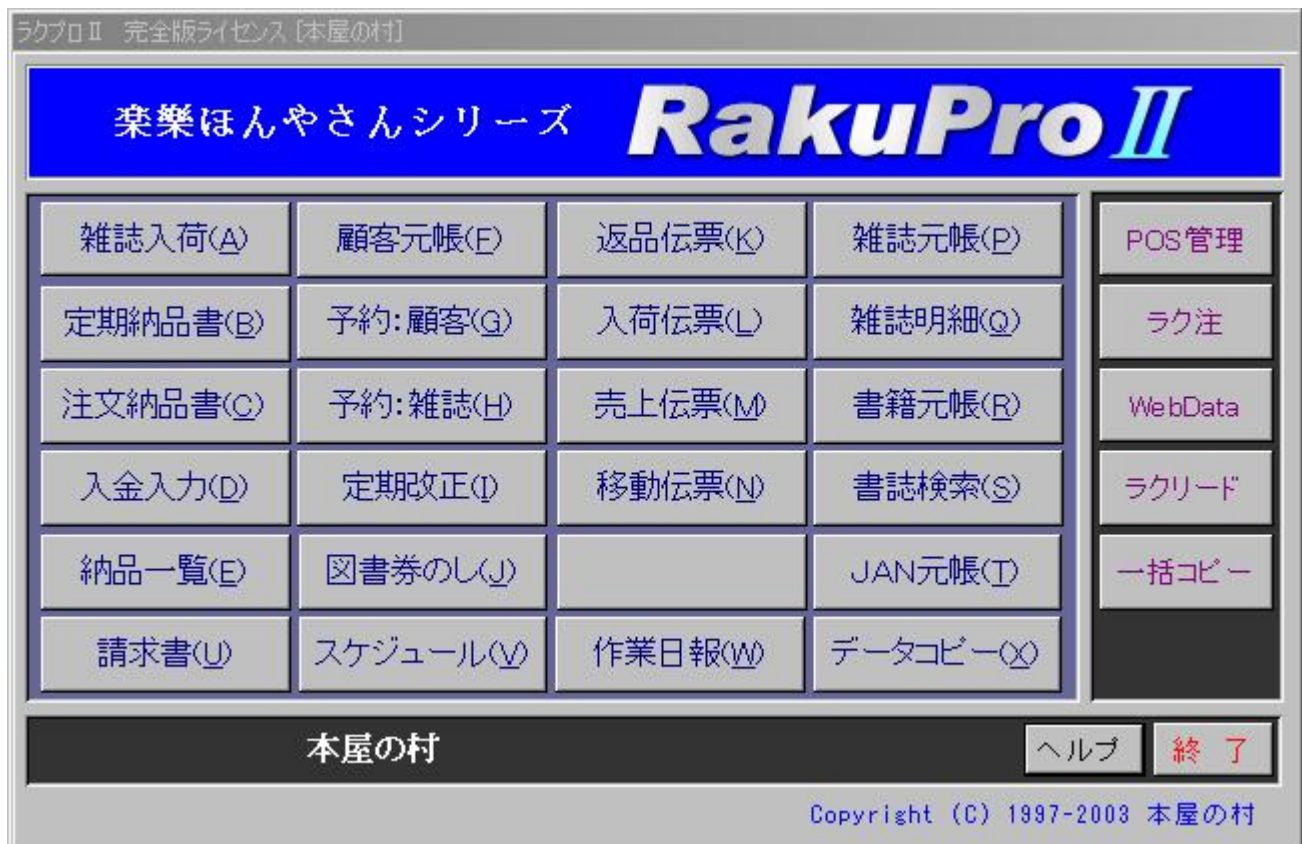 ラクプロⅡ 完全版ライセンス [本屋の村]
楽樂ほんやさんシリーズ RakuPro Ⅱ
雑誌入荷(A) 顧客元帳(F) 返品伝票(K) 雑誌元帳(P) POS管理
定期納品書(B) 予約:顧客(G) 入荷伝票(L) 雑誌明細(Q) ラク注
注文納品書(C) 予約:雑誌(H) 売上伝票(M) 書籍元帳(R) WebData
入金入力(D) 定期改正(I) 移動伝票(N) 書誌検索(S) ラクリード
納品一覧(E) 図書券のし(J) JAN元帳(T) 一括コピー
請求書(U) スケジュール(V) 作業日報(W) データコピー(X)
本屋の村 ヘルプ 終 了
Copyright (C) 1997-2003 本屋の村